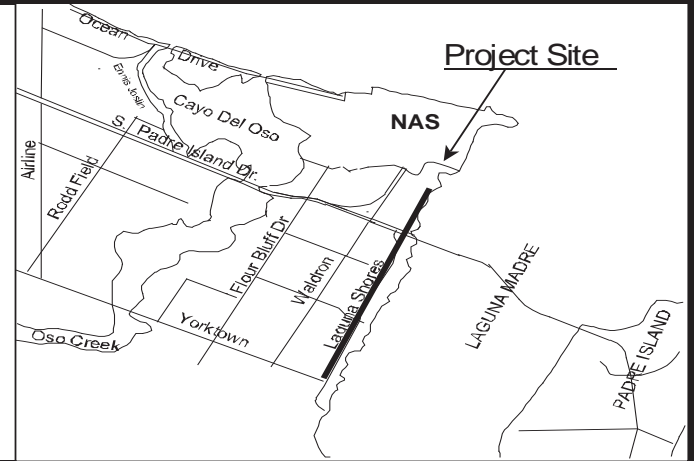 Ocean
Drive
Project Site
Ennis Joslin
Cayo Del Oso
NAS
S. Padre Island Dr.
Airline
Rodd Field
Flour Bluff Dr
Waldron
Laguna Shores
LAGUNA MADRE
PADRE ISLAND
Yorktown
Oso Creek